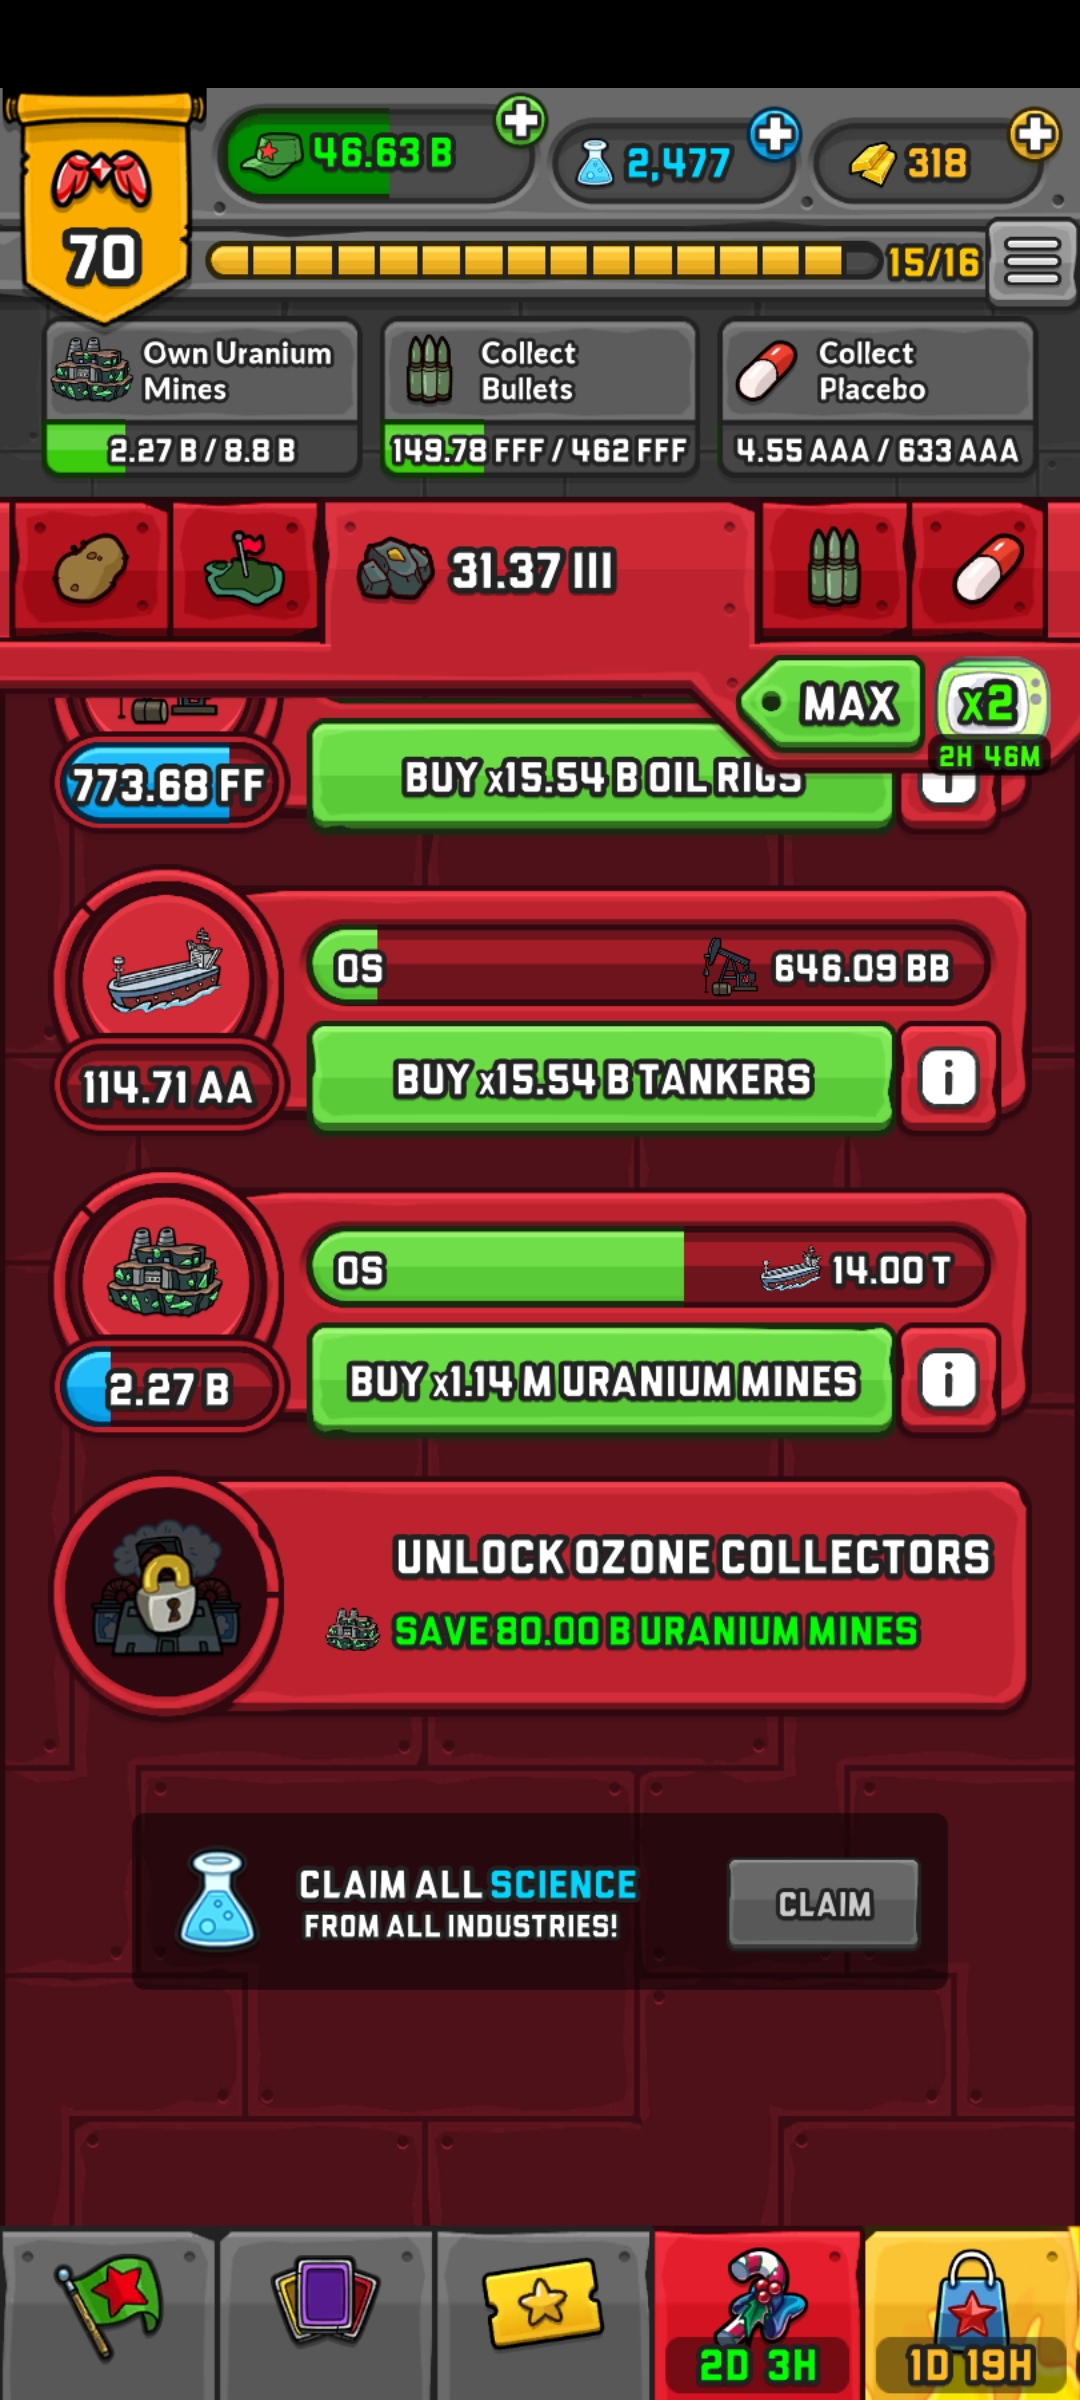 46.63 B
2,477
318
70
15/16
Own Uranium
Mines
2.27 B / 8.8 B
Collect
Bullets
149.78 FFF / 462 FFF
Collect
Placebo
4.55 AAA / 633 AAA
31.37 III
MAX
x2
2H 46M
773.68 FF
BUY x15.54 B OIL RIGS
0S
646.09 BB
114.71 AA
BUY x15.54 B TANKERS
i
0S
14.00 T
2.27 B
BUY x1.14 M URANIUM MINES
i
UNLOCK OZONE COLLECTORS
SAVE 80.00 B URANIUM MINES
CLAIM ALL SCIENCE
FROM ALL INDUSTRIES!
CLAIM
2D 3H
1D 19H